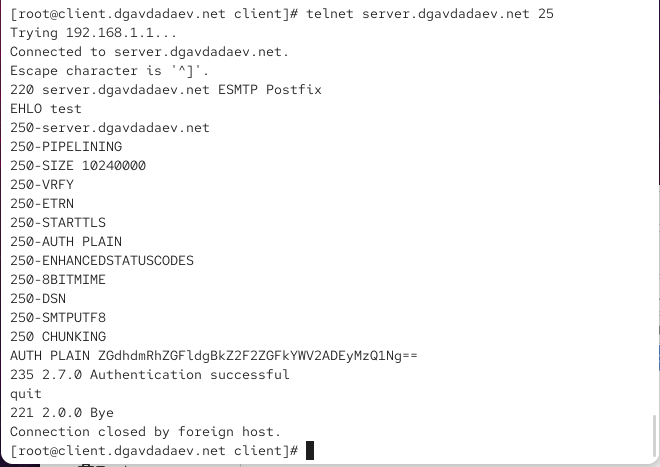 [root@client.dgavdadaev.net client]# telnet server.dgavdadaev.net 25
Trying 192.168.1.1...
Connected to server.dgavdadaev.net.
Escape character is '^]'.
220 server.dgavdadaev.net ESMTP Postfix
EHLO test
250-server.dgavdadaev.net
250-PIPELINING
250-SIZE 10240000
250-VRFY
250-ETRN
250-STARTTLS
250-AUTH PLAIN
250-ENHANCEDSTATUSCODES
250-8BITMIME
250-DSN
250-SMTPUTF8
250 CHUNKING
AUTH PLAIN ZGdhdmRhZGFldgBkZ2F2ZGFkYWV2ADEyMzQ1Ng==
235 2.7.0 Authentication successful
quit
221 2.0.0 Bye
Connection closed by foreign host.
[root@client.dgavdadaev.net client]#